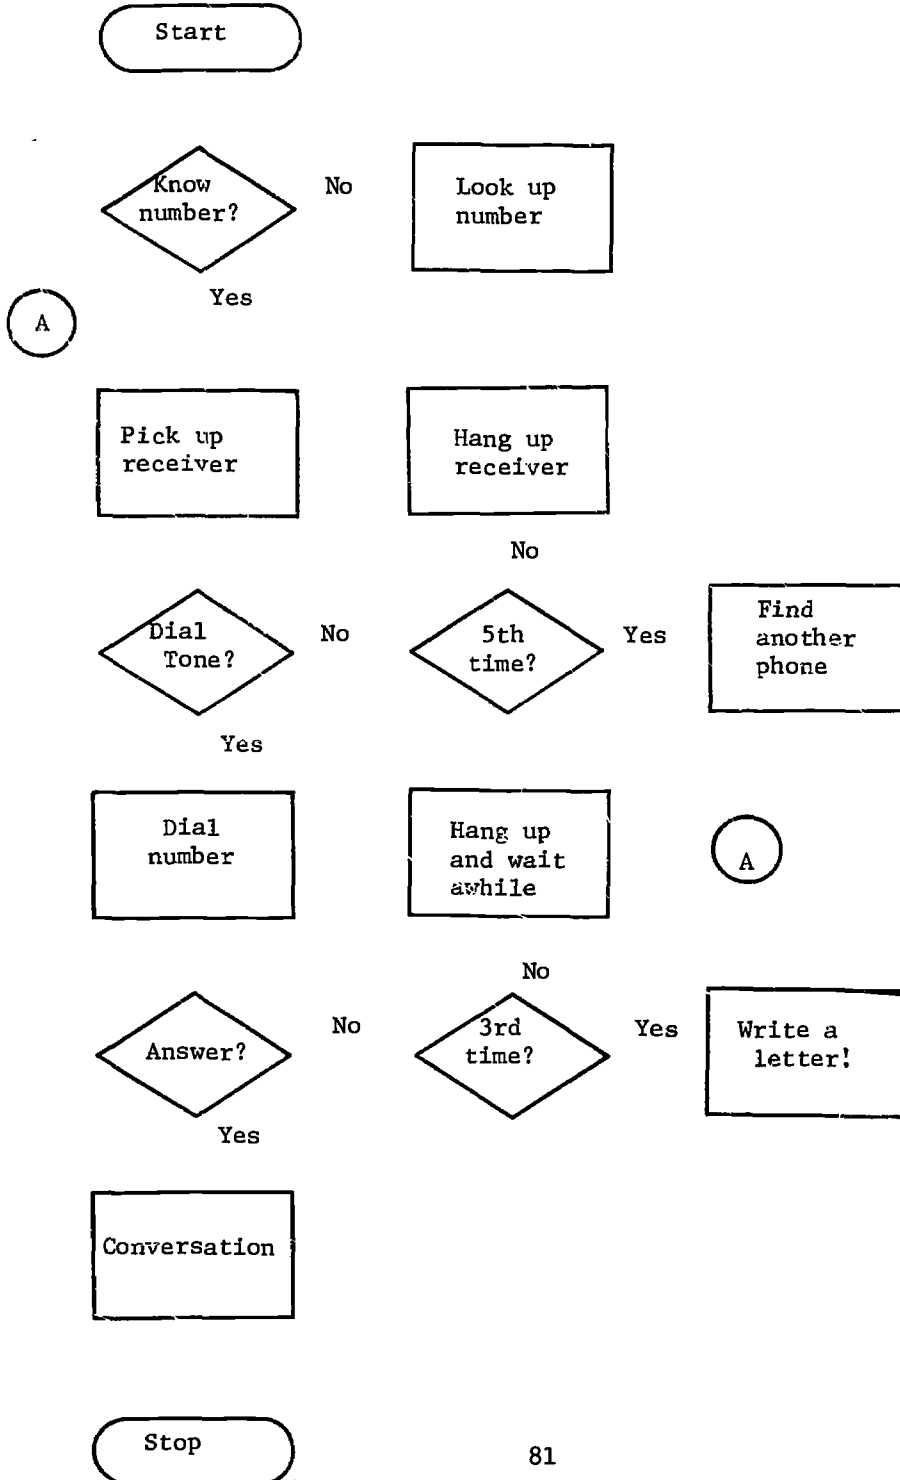 Start
Know
number?
No
Look up
number
Yes
A
Pick up
receiver
Hang up
receiver
No
Dial
Tone?
No
5th
time?
Yes
Find
another
phone
Yes
Dial
number
Hang up
and wait
awhile
A
No
Answer?
No
3rd
time?
Yes
Write a
letter!
Yes
Conversation
Stop
81